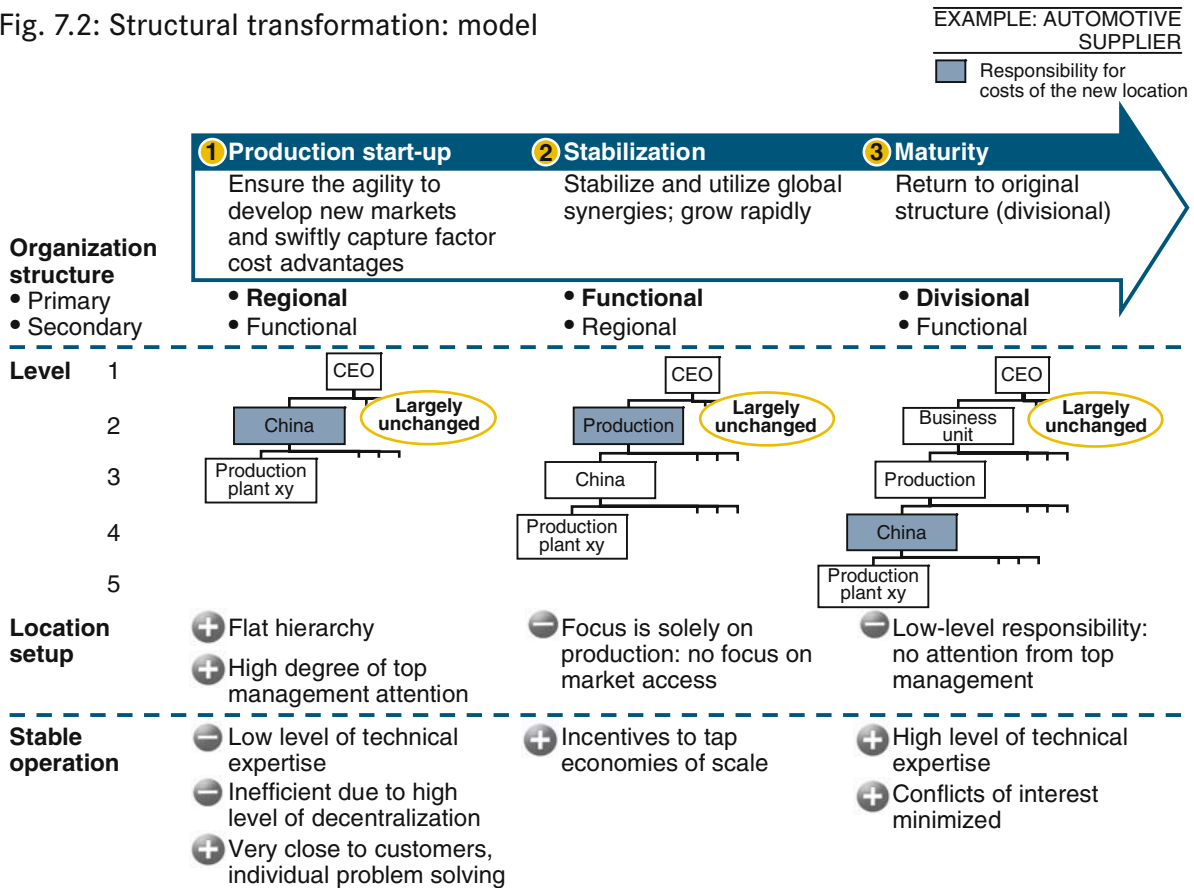 Fig. 7.2: Structural transformation: model
EXAMPLE: AUTOMOTIVE
SUPPLIER
Responsibility for
costs of the new location
1 Production start-up
Ensure the agility to
develop new markets
and swiftly capture factor
cost advantages
2 Stabilization
Stabilize and utilize global
synergies; grow rapidly
3 Maturity
Return to original
structure (divisional)
Organization
structure
• Primary
• Secondary
• Regional
• Functional
• Functional
• Regional
• Divisional
• Functional
Level
1
2
3
4
5
CEO
China
Largely
unchanged
Production
plant xy
CEO
Production
Largely
unchanged
China
Production
plant xy
CEO
Business
unit
Largely
unchanged
Production
China
Production
plant xy
Location
setup
+ Flat hierarchy
+ High degree of top
management attention
− Focus is solely on
production: no focus on
market access
− Low-level responsibility:
no attention from top
management
Stable
operation
− Low level of technical
expertise
− Inefficient due to high
level of decentralization
+ Very close to customers,
individual problem solving
+ Incentives to tap
economies of scale
+ High level of technical
expertise
+ Conflicts of interest
minimized